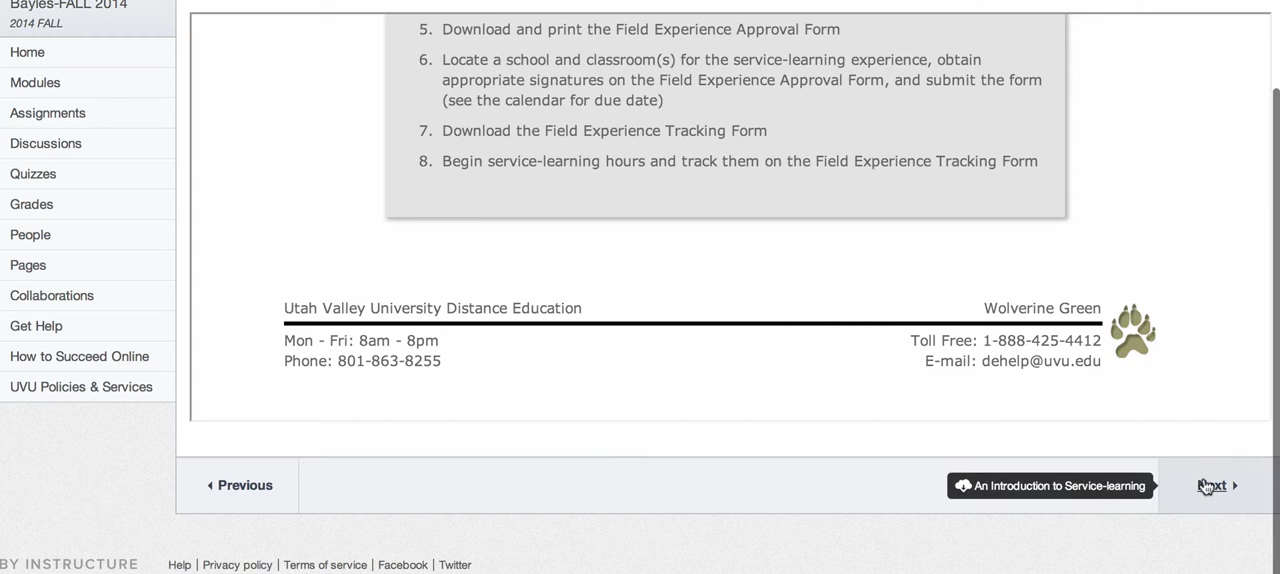 Bayles-FALL 2014
2014 FALL
Home
Modules
Assignments
Discussions
Quizzes
Grades
People
Pages
Collaborations
Get Help
How to Succeed Online
UVU Policies & Services
5. Download and print the Field Experience Approval Form
6. Locate a school and classroom(s) for the service-learning experience, obtain
appropriate signatures on the Field Experience Approval Form, and submit the form
(see the calendar for due date)
7. Download the Field Experience Tracking Form
8. Begin service-learning hours and track them on the Field Experience Tracking Form
Utah Valley University Distance Education
Wolverine Green
Mon - Fri: 8am - 8pm
Toll Free: 1-888-425-4412
Phone: 801-863-8255
E-mail: dehelp@uvu.edu
Previous
An Introduction to Service-learning
Next
BY INSTRUCTURE
Help | Privacy policy | Terms of service | Facebook | Twitter